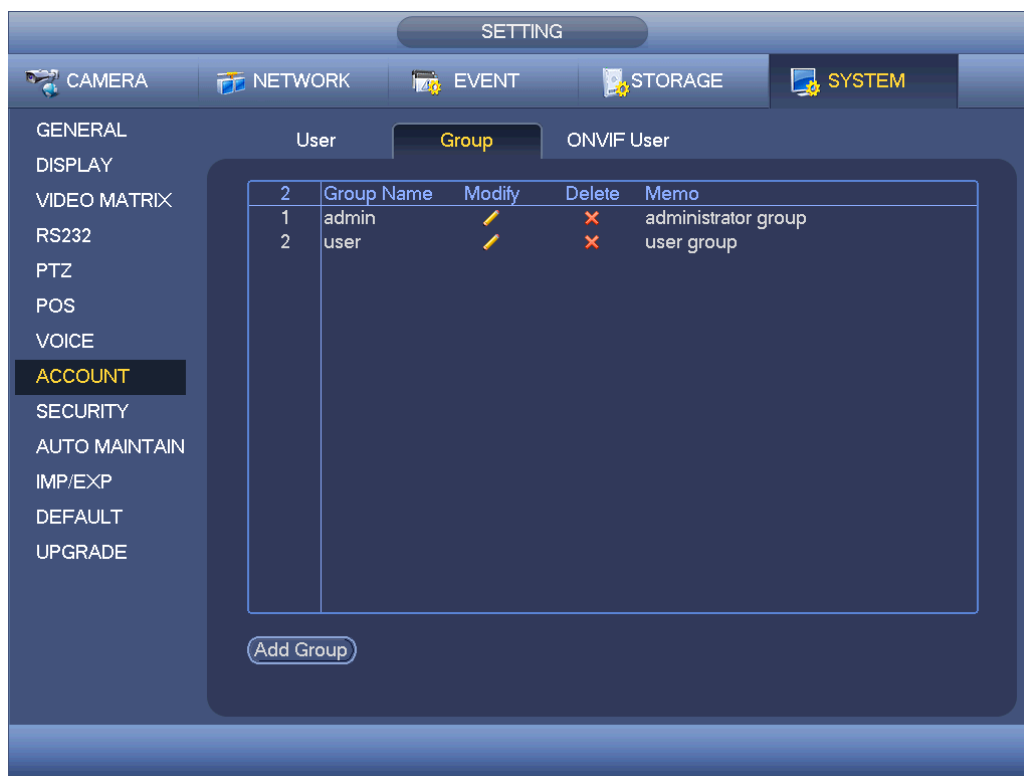 SETTING
CAMERA NETWORK EVENT STORAGE SYSTEM
GENERAL
DISPLAY
VIDEO MATRIX
RS232
PTZ
POS
VOICE
ACCOUNT
SECURITY
AUTO MAINTAIN
IMP/EXP
DEFAULT
UPGRADE
User Group ONVIF User
2 Group Name Modify Delete Memo
1 admin administrator group
2 user user group
Add Group